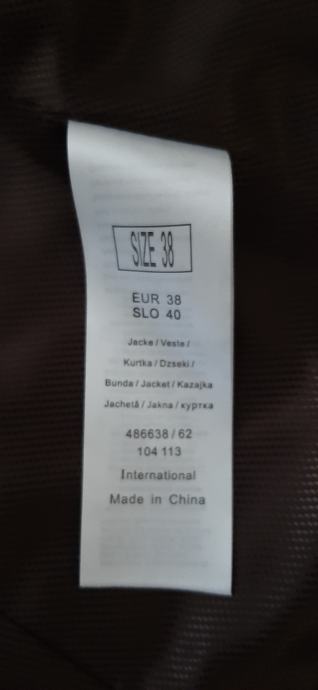 SIZE 38
EUR 38
SLO 40
Jacke / Veste /
Kurtka / Dzseki /
Bunda / Jacket / Kazajka
Jachetă / Jakna / куртка
486638 / 62
104 113
International
Made in China